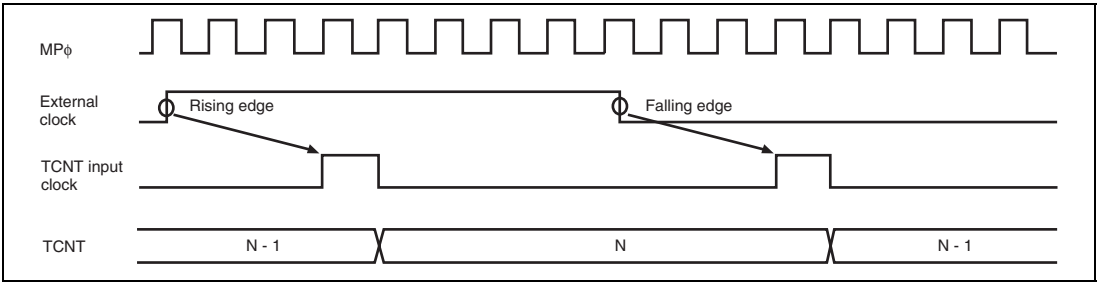 MPϕ
External
clock
Rising edge
Falling edge
TCNT input
clock
TCNT
N - 1
N
N - 1